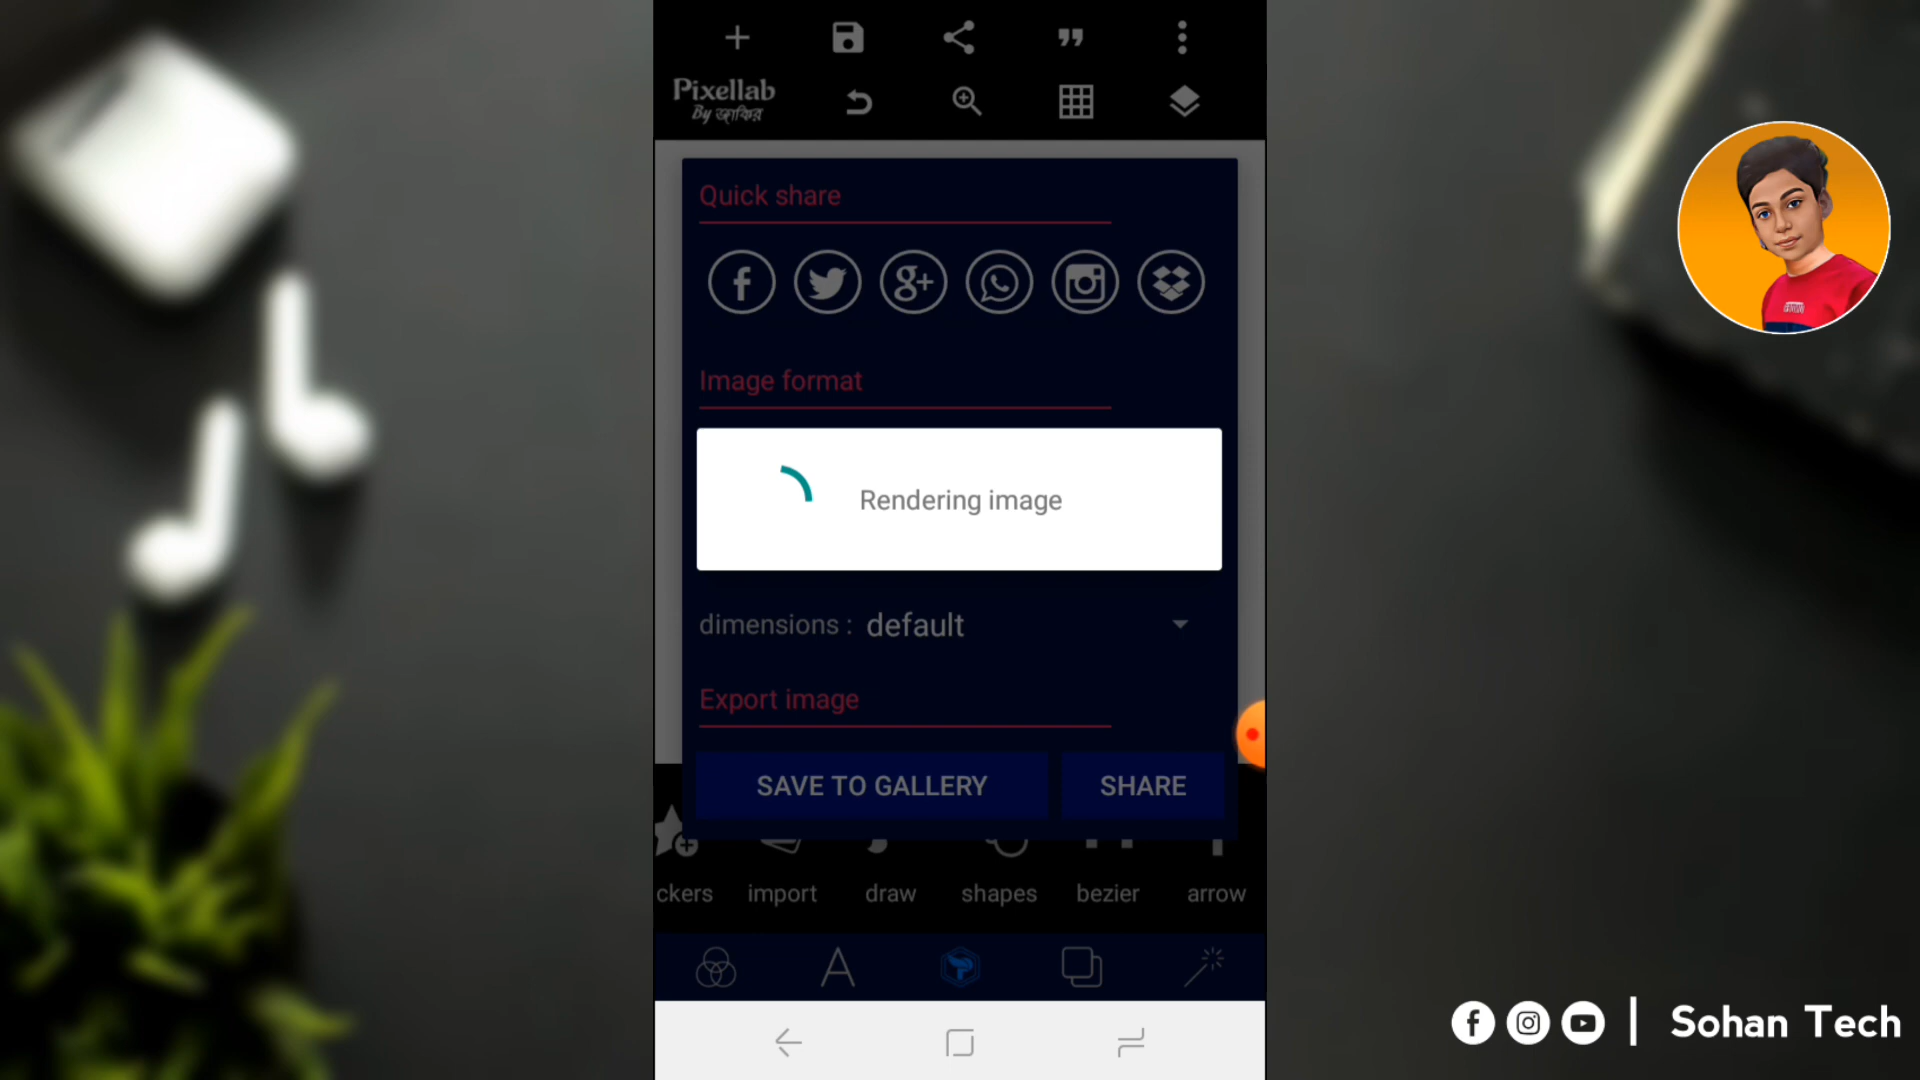 Pixellab
By জাকির
Quick share
Image format
Rendering image
dimensions : default
Export image
SAVE TO GALLERY
SHARE
ckers
import
draw
shapes
bezier
arrow
Sohan Tech